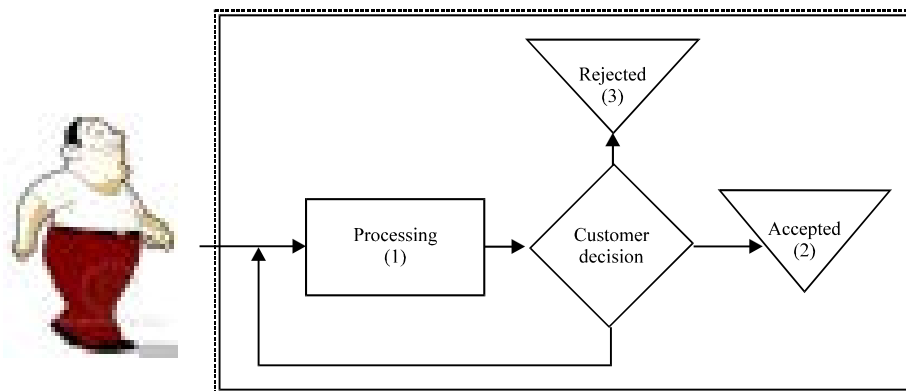 Rejected
(3)
Processing
(1)
Customer
decision
Accepted
(2)